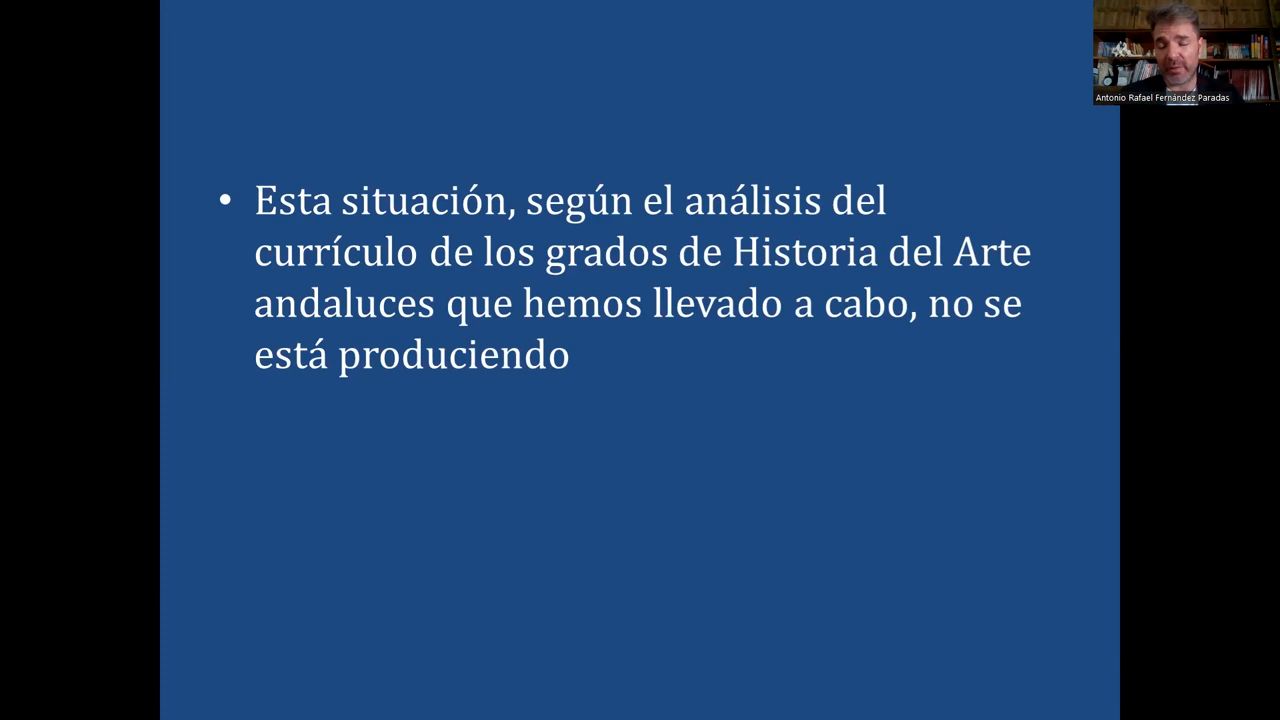 Antonio Rafael Fernández Paradas
• Esta situación, según el análisis del
currículo de los grados de Historia del Arte
andaluces que hemos llevado a cabo, no se
está produciendo